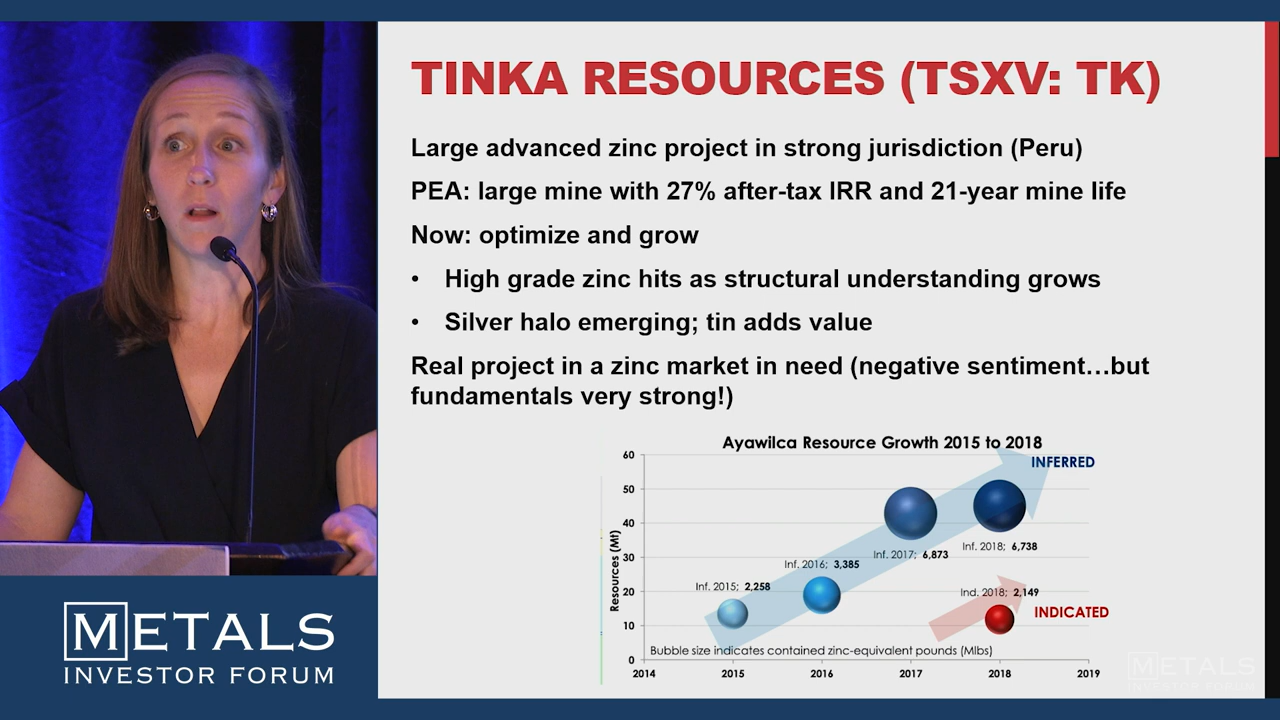 TINKA RESOURCES (TSXV: TK)
Large advanced zinc project in strong jurisdiction (Peru)
PEA: large mine with 27% after-tax IRR and 21-year mine life
Now: optimize and grow
• High grade zinc hits as structural understanding grows
• Silver halo emerging; tin adds value
Real project in a zinc market in need (negative sentiment…but
fundamentals very strong!)
Ayawilca Resource Growth 2015 to 2018
INFERRED
Resources (Mt)
60
50
40
30
20
10
0
Inf. 2015; 2,258
Inf. 2016; 3,385
Inf. 2017; 6,873
Inf. 2018; 6,738
Ind. 2018; 2,149
INDICATED
Bubble size indicates contained zinc-equivalent pounds (Mlbs)
2014 2015 2016 2017 2018 2019
METALS
INVESTOR FORUM
METALS
INVESTOR FORUM